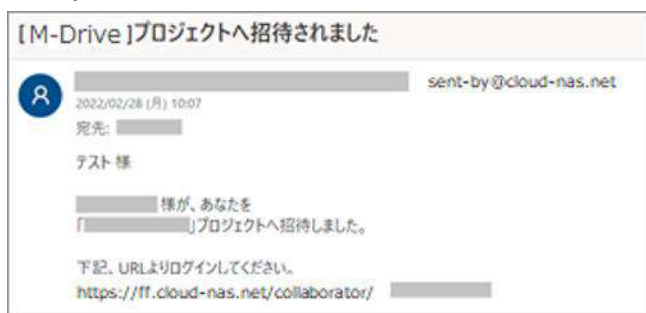 [M-Drive]プロジェクトへ招待されました
sent-by@cloud-nas.net
2022/02/28 (月) 10:07
宛先:
テスト 様
様が、あなたを
「 」プロジェクトへ招待しました。
下記、URLよりログインしてください。
https://ff.cloud-nas.net/collaborator/